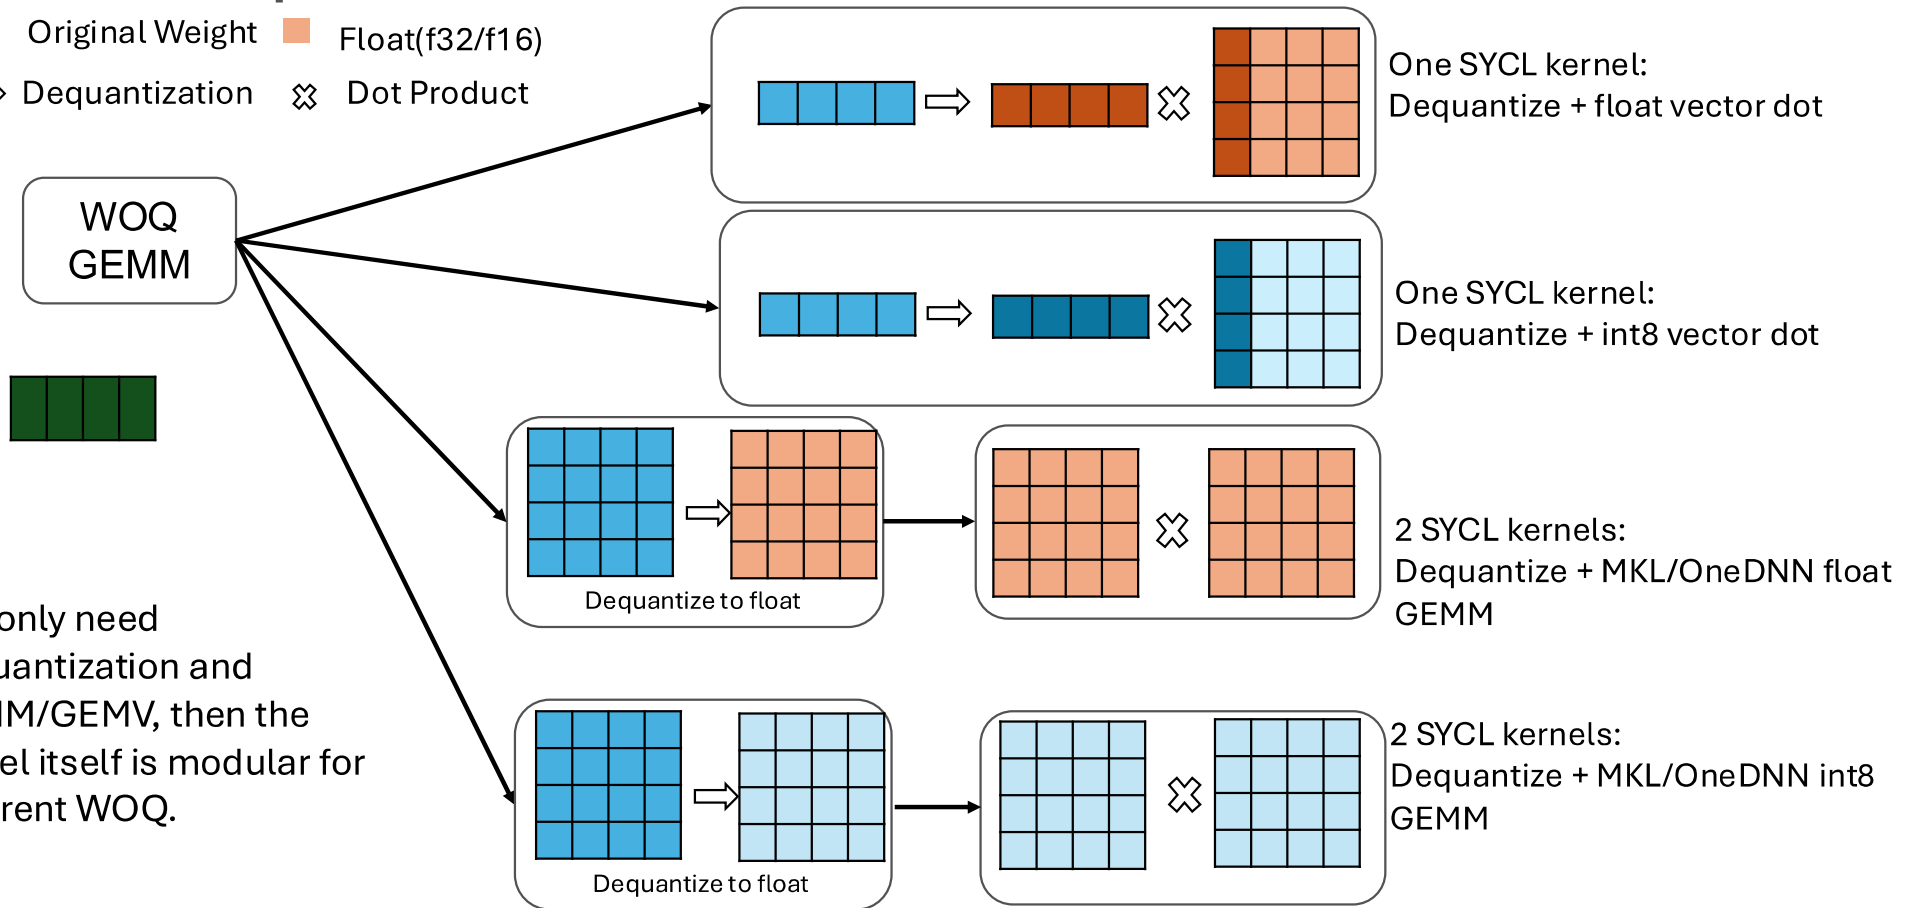 Original Weight
Float(f32/f16)
Dequantization
Dot Product
One SYCL kernel:
Dequantize + float vector dot
WOQ
GEMM
One SYCL kernel:
Dequantize + int8 vector dot
Dequantize to float
2 SYCL kernels:
Dequantize + MKL/OneDNN float
GEMM
only need
uantization and
IM/GEMV, then the
el itself is modular for
rent WOQ.
Dequantize to float
2 SYCL kernels:
Dequantize + MKL/OneDNN int8
GEMM